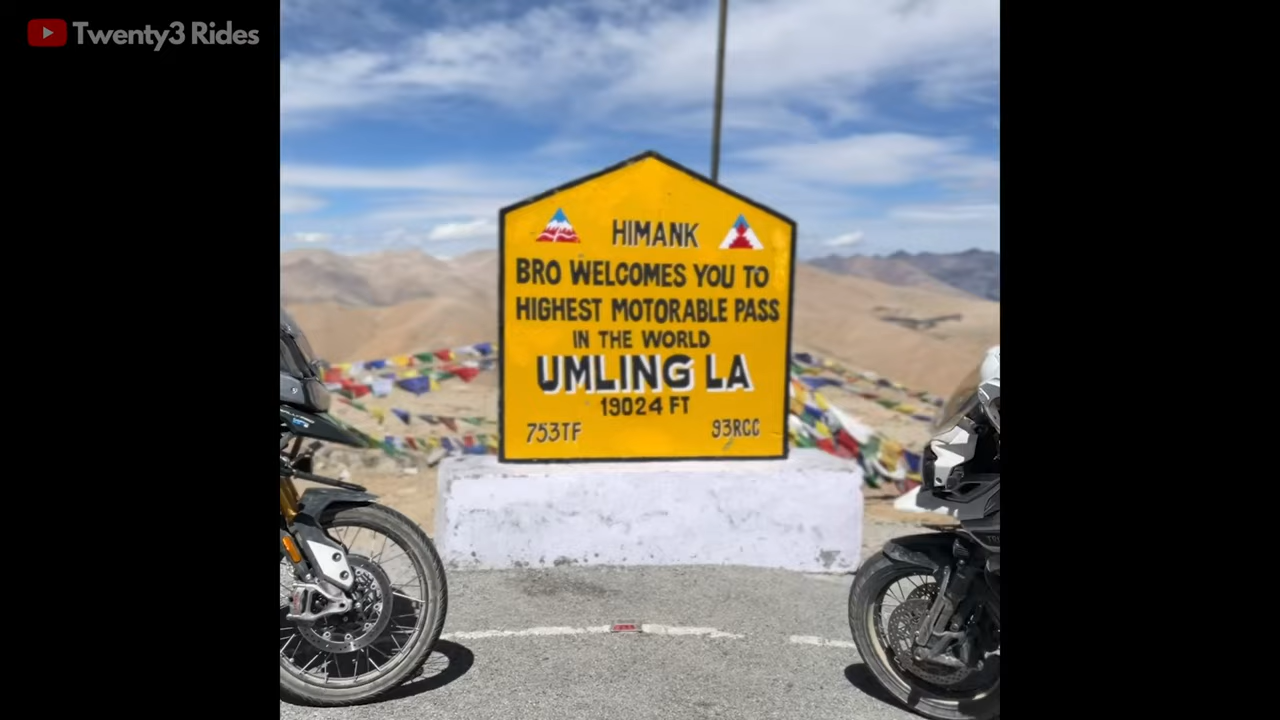 Twenty3 Rides
HIMANK
BRO WELCOMES YOU TO
HIGHEST MOTORABLE PASS
IN THE WORLD
UMLING LA
19024 FT
753TF 93RCC